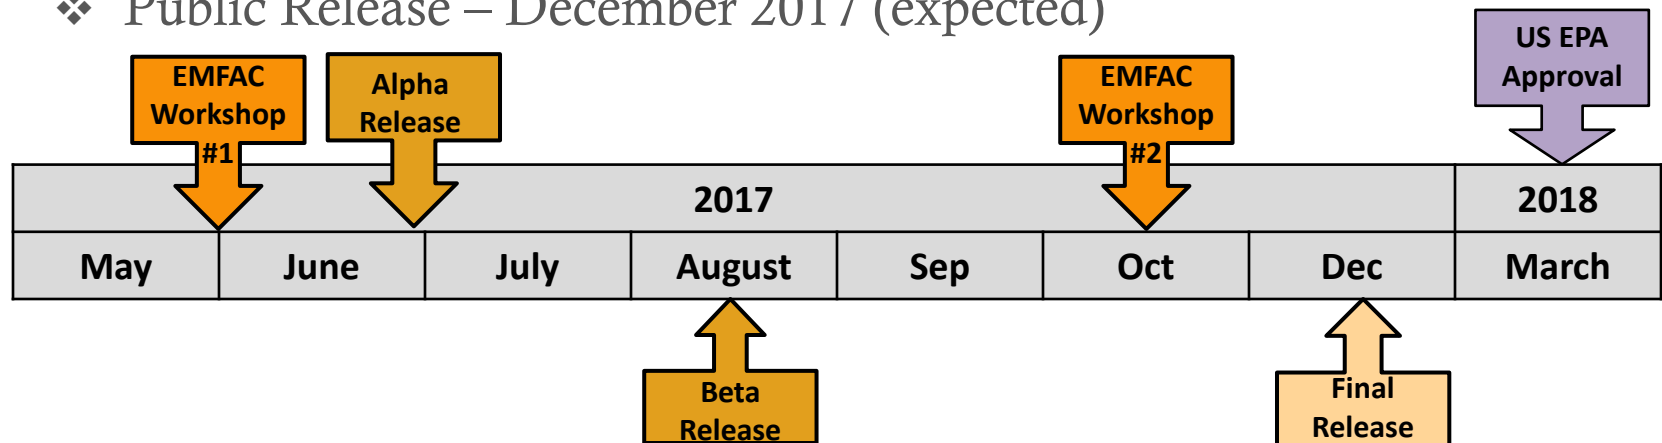 ❖ Public Release – December 2017 (expected)
US EPA
Approval
EMFAC
Workshop
#1
Alpha
Release
EMFAC
Workshop
#2
2017
2018
May
June
July
August
Sep
Oct
Dec
March
Beta
Release
Final
Release